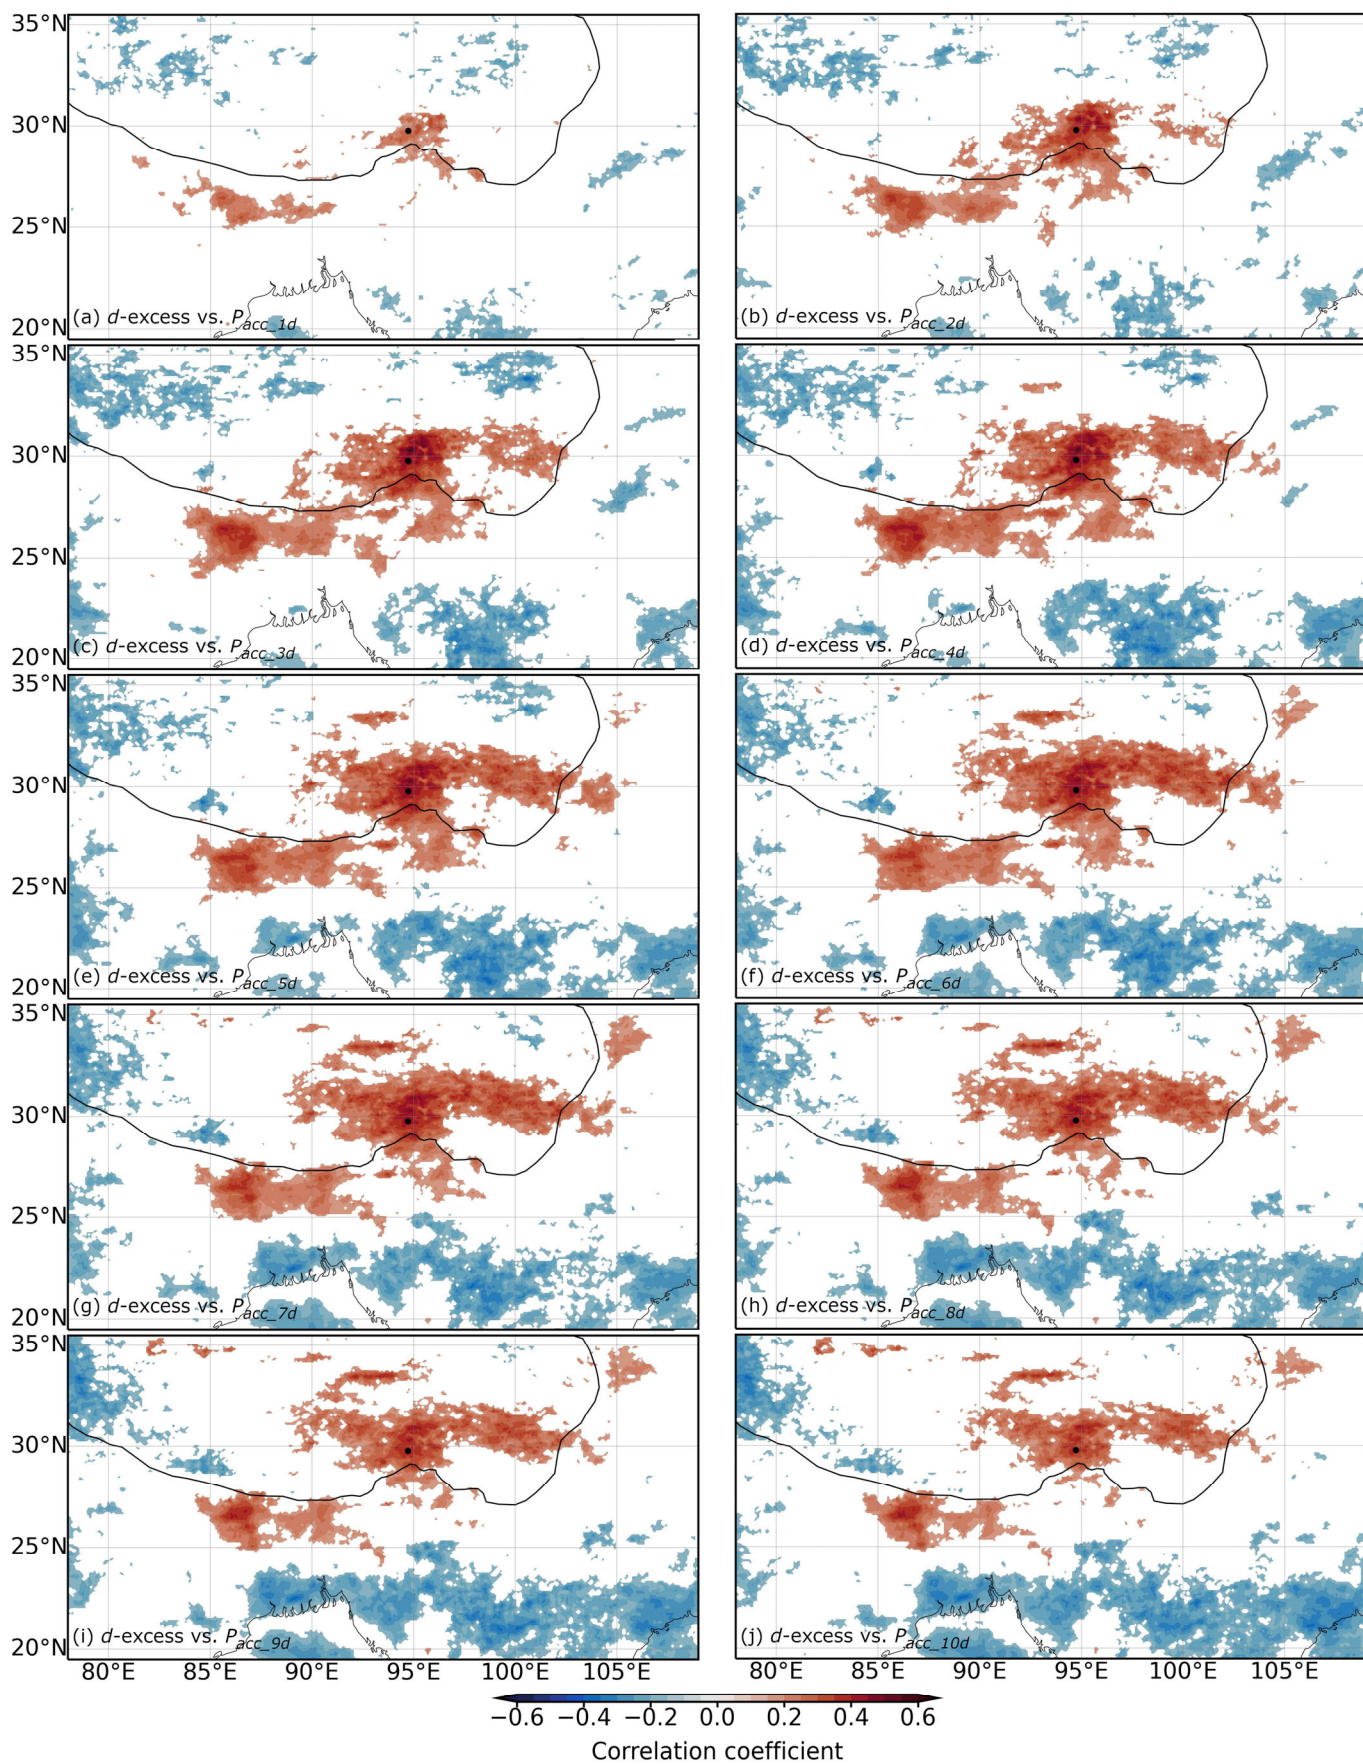 35°N
30°N
25°N
20°N
(a) d-excess vs. Pacc_1d
(b) d-excess vs. Pacc_2d
35°N
30°N
25°N
20°N
(c) d-excess vs. Pacc_3d
(d) d-excess vs. Pacc_4d
35°N
30°N
25°N
20°N
(e) d-excess vs. Pacc_5d
(f) d-excess vs. Pacc_6d
35°N
30°N
25°N
20°N
(g) d-excess vs. Pacc_7d
(h) d-excess vs. Pacc_8d
35°N
30°N
25°N
20°N
(i) d-excess vs. Pacc_9d
(j) d-excess vs. Pacc_10d
80°E 85°E 90°E 95°E 100°E 105°E
80°E 85°E 90°E 95°E 100°E 105°E
−0.6 −0.4 −0.2 0.0 0.2 0.4 0.6
Correlation coefficient